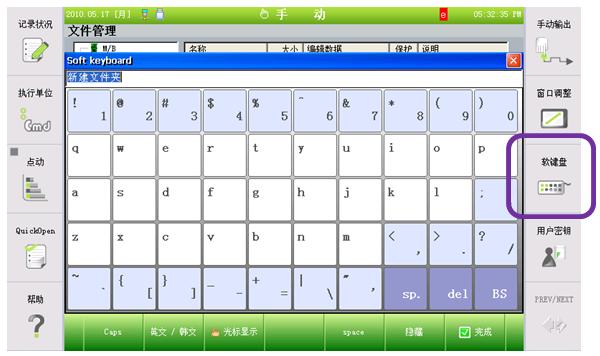 2010.05.17 [月]
手 动
e
05:32:35 PM
记录状况
手动输出
文件管理
M/B
名称 大小 编辑数据 保护 说明
Soft keyboard
新建文件夹
! 1 @ 2 # 3 $ 4 % 5 ^ 6 & 7 * 8 ( 9 ) 0
执行单位
Cmd
窗口调整
q w e r t y u i o p
点动
软键盘
a s d f g h j k l ;
z x c v b n m < , > . ? /
QuickOpen
用户密钥
~ ` { [ } ] _ - + = | \ " ' sp. del BS
帮助
PREV/NEXT
Caps 英文 / 韩文 光标显示 space 隐藏 完成